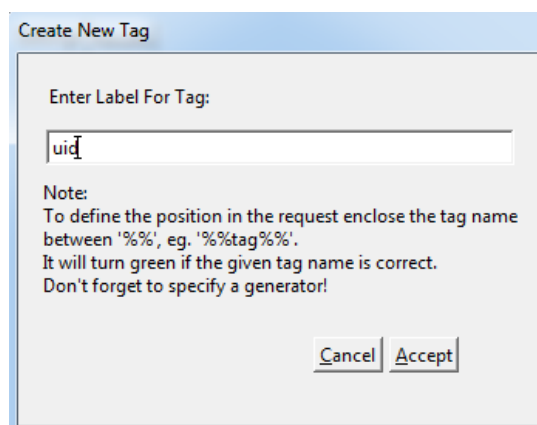 Create New Tag
Enter Label For Tag:
uid
Note:
To define the position in the request enclose the tag name
between '%%', eg. '%%tag%%'.
It will turn green if the given tag name is correct.
Don't forget to specify a generator!
Cancel Accept